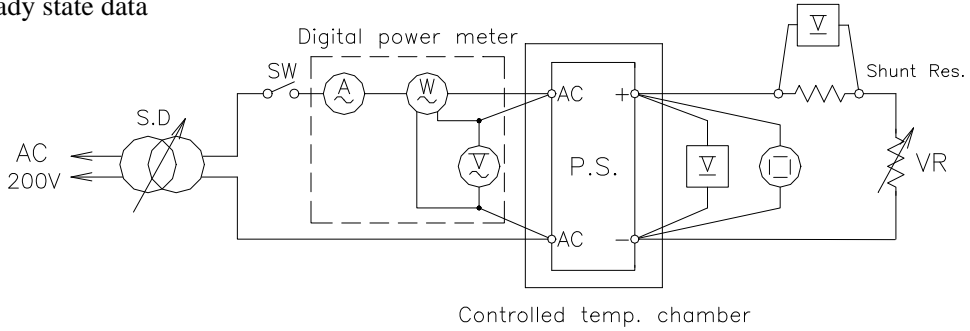 ady state data
Digital power meter
SW
A
W
AC
+
V
Shunt Res.
S.D
AC
200V
V
P.S.
V
VR
AC
−
Controlled temp. chamber